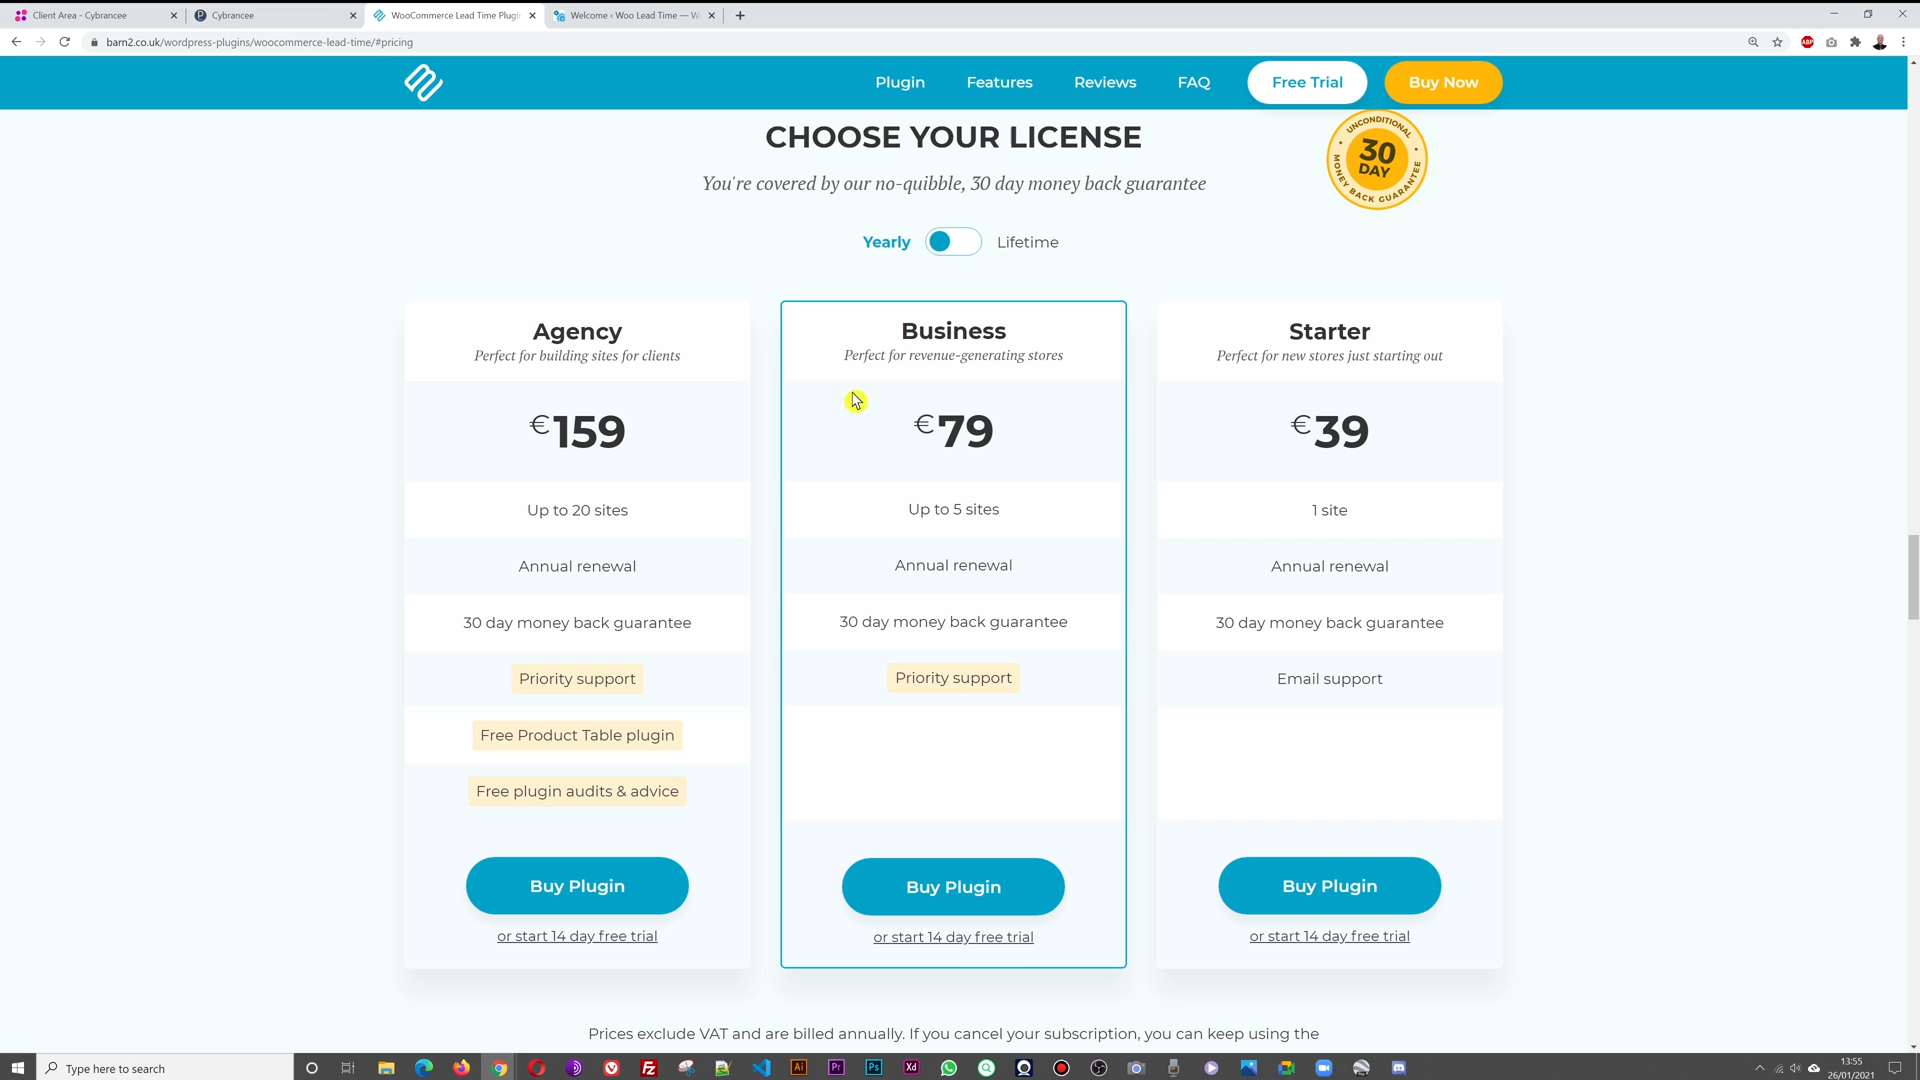 Client Area - Cybrancee
Cybrancee
WooCommerce Lead Time Plugin
Welcome ‹ Woo Lead Time — W
barn2.co.uk/wordpress-plugins/woocommerce-lead-time/#pricing
ABP
Plugin
Features
Reviews
FAQ
Free Trial
Buy Now
CHOOSE YOUR LICENSE
You're covered by our no-quibble, 30 day money back guarantee
UNCONDITIONAL
30
DAY
MONEY BACK GUARANTEE
Yearly
Lifetime
Agency
Perfect for building sites for clients
€159
Up to 20 sites
Annual renewal
30 day money back guarantee
Priority support
Free Product Table plugin
Free plugin audits & advice
Buy Plugin
or start 14 day free trial
Business
Perfect for revenue-generating stores
€79
Up to 5 sites
Annual renewal
30 day money back guarantee
Priority support
Buy Plugin
or start 14 day free trial
Starter
Perfect for new stores just starting out
€39
1 site
Annual renewal
30 day money back guarantee
Email support
Buy Plugin
or start 14 day free trial
Prices exclude VAT and are billed annually. If you cancel your subscription, you can keep using the
Type here to search
Ai
Pr
Ps
Xd
13:55
26/01/2021